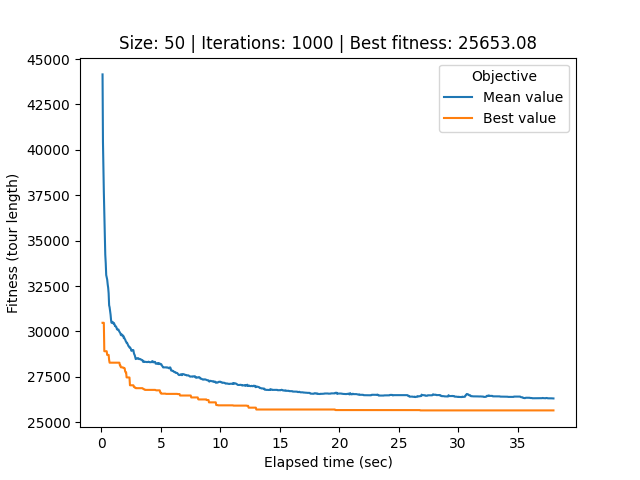 Size: 50 | Iterations: 1000 | Best fitness: 25653.08
Objective
Mean value
Best value
Fitness (tour length)
45000
42500
40000
37500
35000
32500
30000
27500
25000
0 5 10 15 20 25 30 35
Elapsed time (sec)